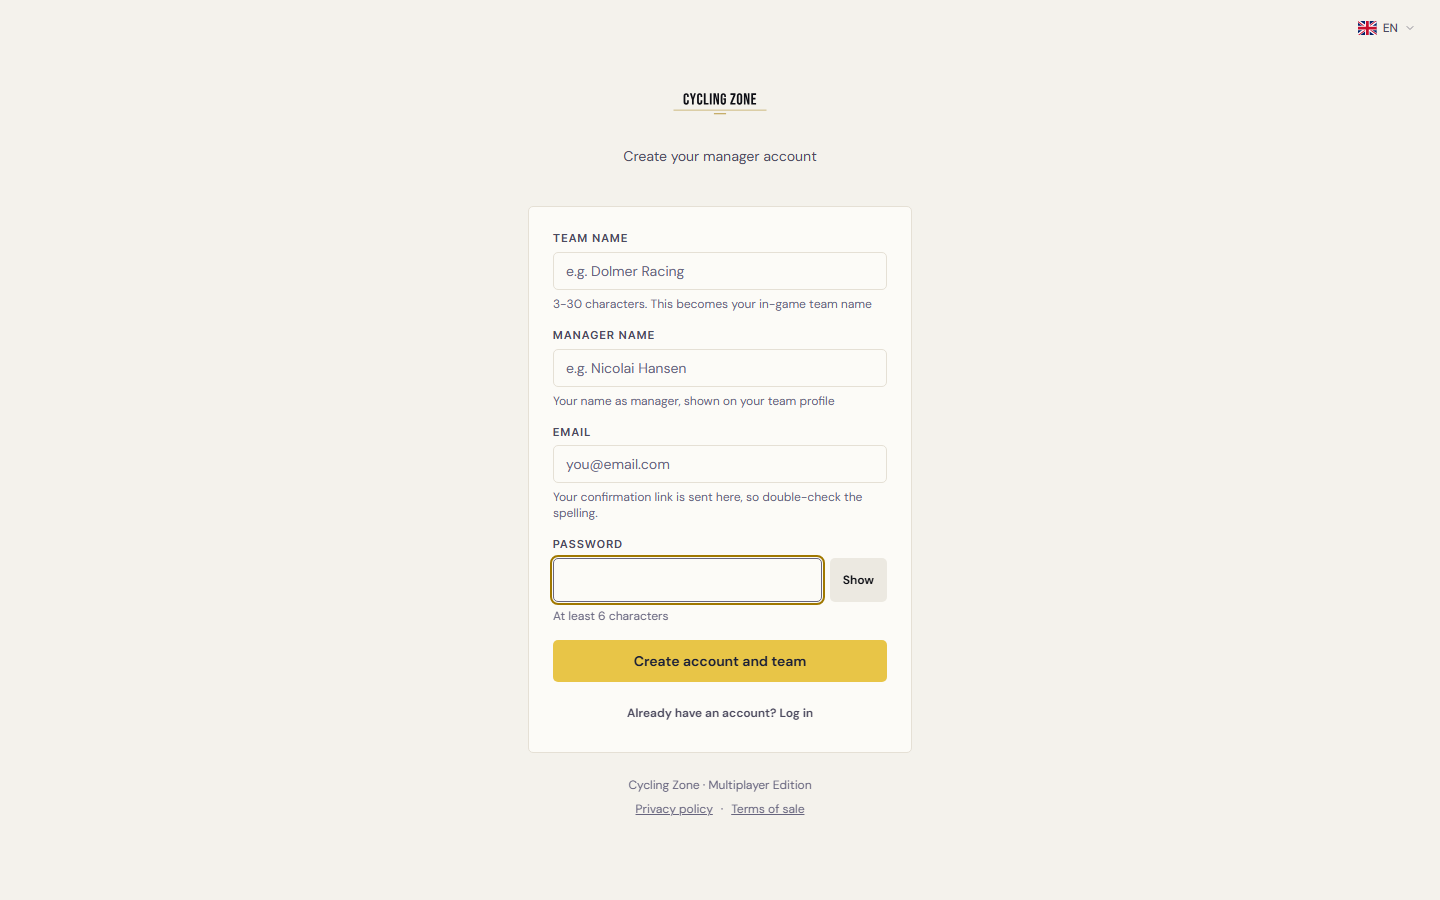 EN
CYCLING ZONE
Create your manager account
TEAM NAME
e.g. Dolmer Racing
3-30 characters. This becomes your in-game team name
MANAGER NAME
e.g. Nicolai Hansen
Your name as manager, shown on your team profile
EMAIL
you@email.com
Your confirmation link is sent here, so double-check the
spelling.
PASSWORD
Show
At least 6 characters
Create account and team
Already have an account? Log in
Cycling Zone · Multiplayer Edition
Privacy policy · Terms of sale